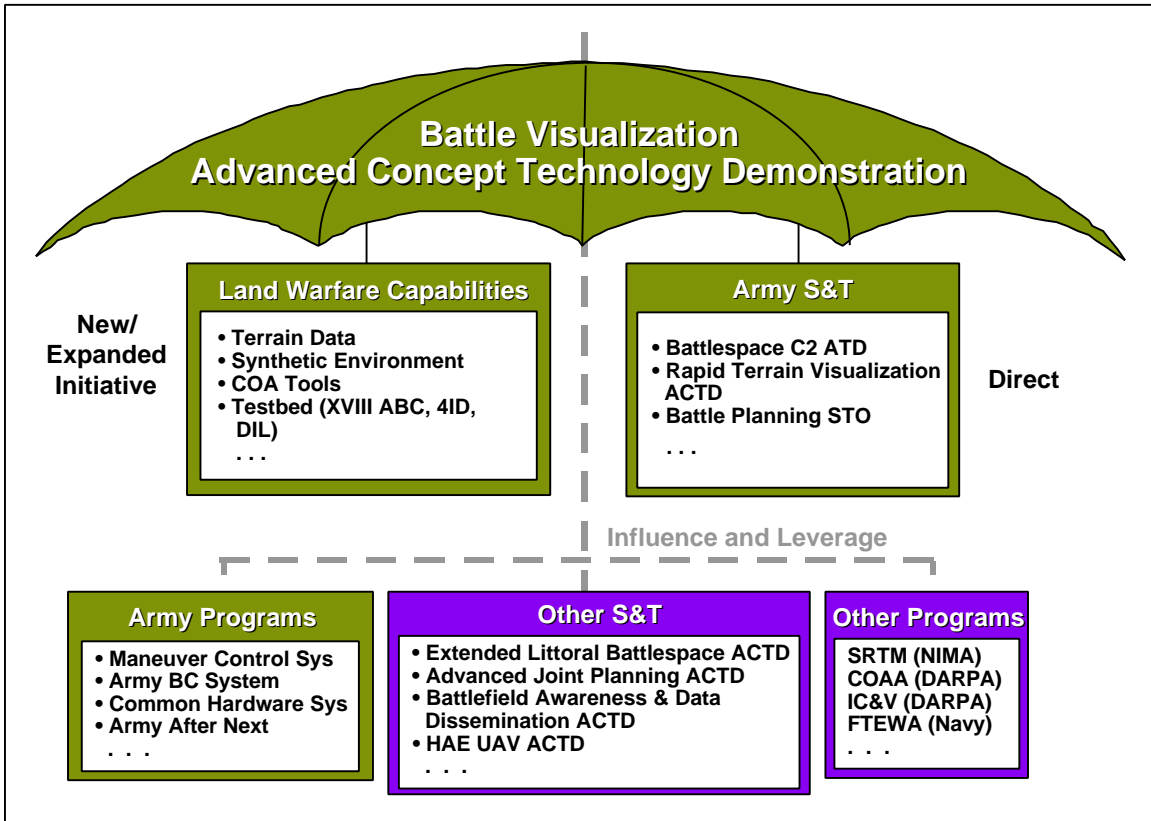 Battle Visualization
Advanced Concept Technology Demonstration
New/
Expanded
Initiative
Land Warfare Capabilities
• Terrain Data
• Synthetic Environment
• COA Tools
• Testbed (XVIII ABC, 4ID,
DIL)
. . .
Army S&T
• Battlespace C2 ATD
• Rapid Terrain Visualization
ACTD
• Battle Planning STO
. . .
Direct
Influence and Leverage
Army Programs
• Maneuver Control Sys
• Army BC System
• Common Hardware Sys
• Army After Next
. . .
Other S&T
• Extended Littoral Battlespace ACTD
• Advanced Joint Planning ACTD
• Battlefield Awareness & Data
Dissemination ACTD
• HAE UAV ACTD
. . .
Other Programs
SRTM (NIMA)
COAA (DARPA)
IC&V (DARPA)
FTEWA (Navy)
. . .